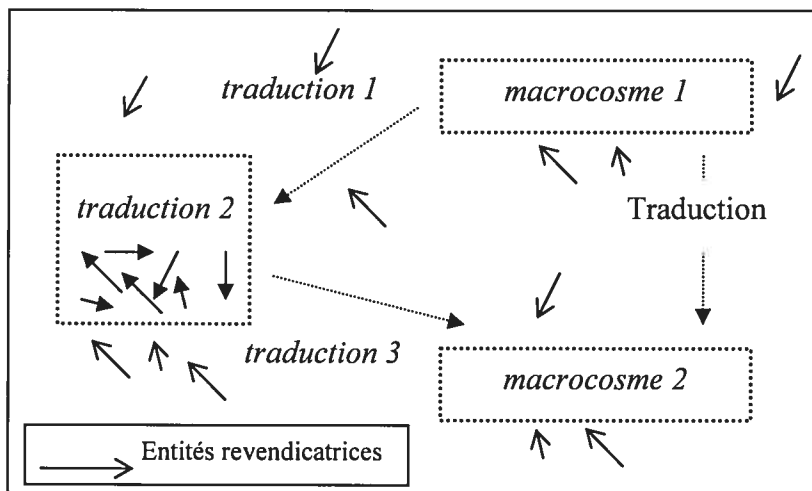 traduction 1
macrocosme 1
traduction 2
Traduction
traduction 3
macrocosme 2
Entités revendicatrices